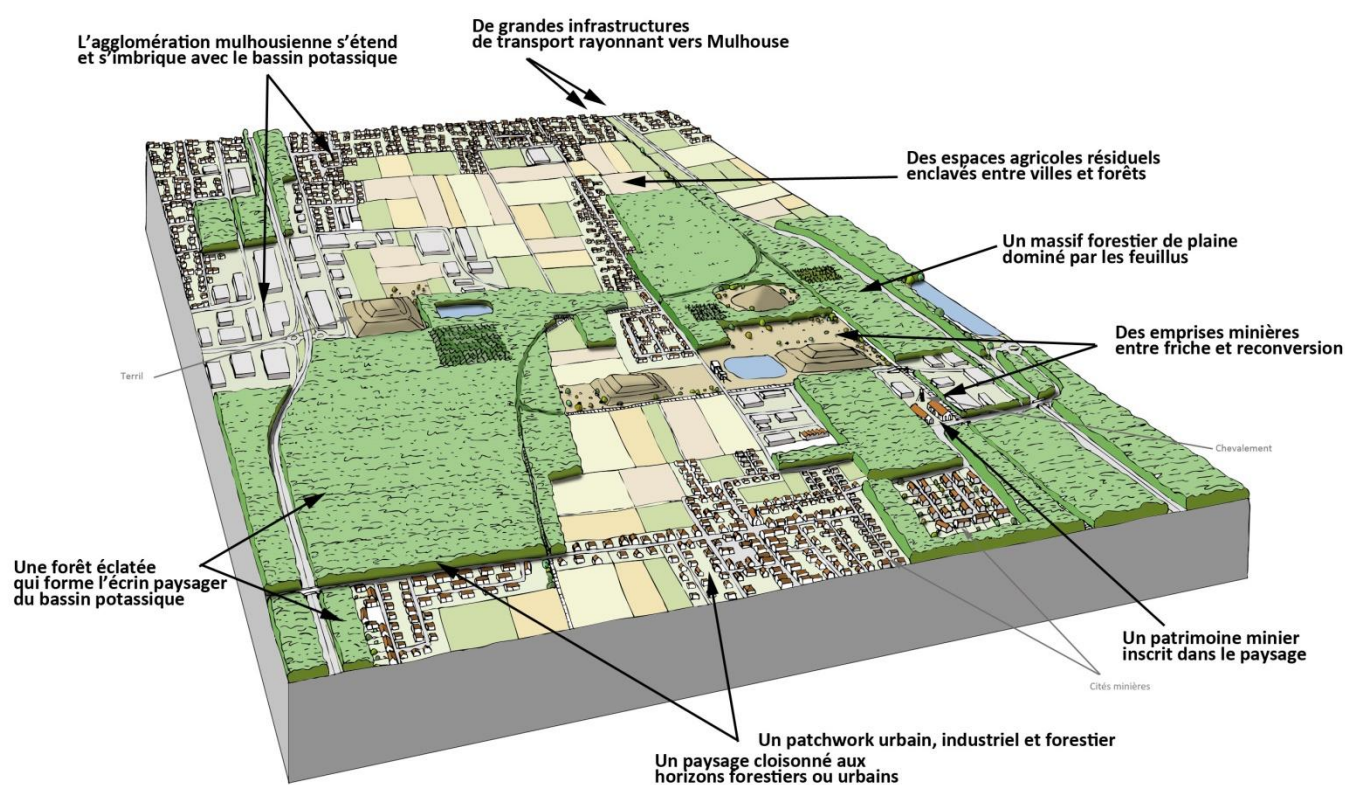 De grandes infrastructures
de transport rayonnant vers Mulhouse
L’agglomération mulhousienne s’étend
et s’imbrique avec le bassin potassique
Des espaces agricoles résiduels
enclavés entre villes et forêts
Un massif forestier de plaine
dominé par les feuillus
Des emprises minières
entre friche et reconversion
Terril
Chevalement
Une forêt éclatée
qui forme l’écrin paysager
du bassin potassique
Un patrimoine minier
inscrit dans le paysage
Cités minières
Un patchwork urbain, industriel et forestier
Un paysage cloisonné aux
horizons forestiers ou urbains